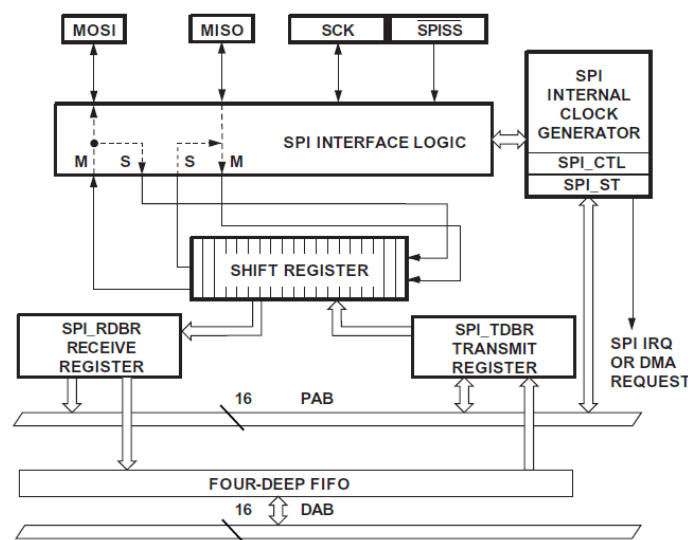 MOSI
MISO
SCK
SPISS
SPI
INTERNAL
CLOCK
GENERATOR
SPI_CTL
SPI_ST
SPI INTERFACE LOGIC
M
S
S
M
SHIFT REGISTER
SPI_RDBR
RECEIVE
REGISTER
SPI_TDBR
TRANSMIT
REGISTER
SPI IRQ
OR DMA
REQUEST
16
PAB
FOUR-DEEP FIFO
16
DAB